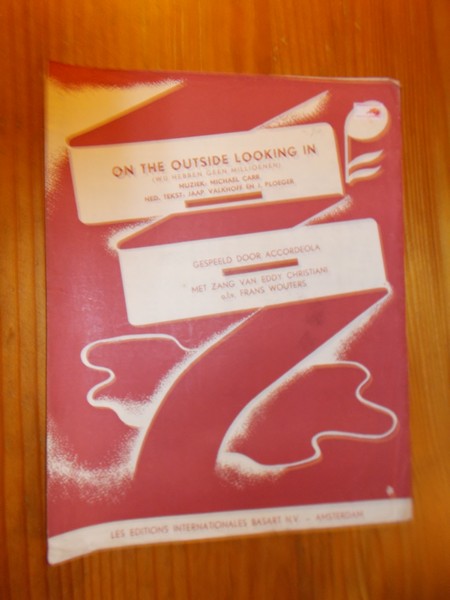 ON THE OUTSIDE LOOKING IN
(WIJ HEBBEN GEEN MILLIOENEN)
MUZIEK: MICHAEL CARR
NED. TEKST: JAAP VALKHOFF EN J. PLOEGER
GESPEELD DOOR ACCORDEOLA
MET ZANG VAN EDDY CHRISTIANI
o.l.v. FRANS WOUTERS
LES EDITIONS INTERNATIONALES BASART N.V. - AMSTERDAM